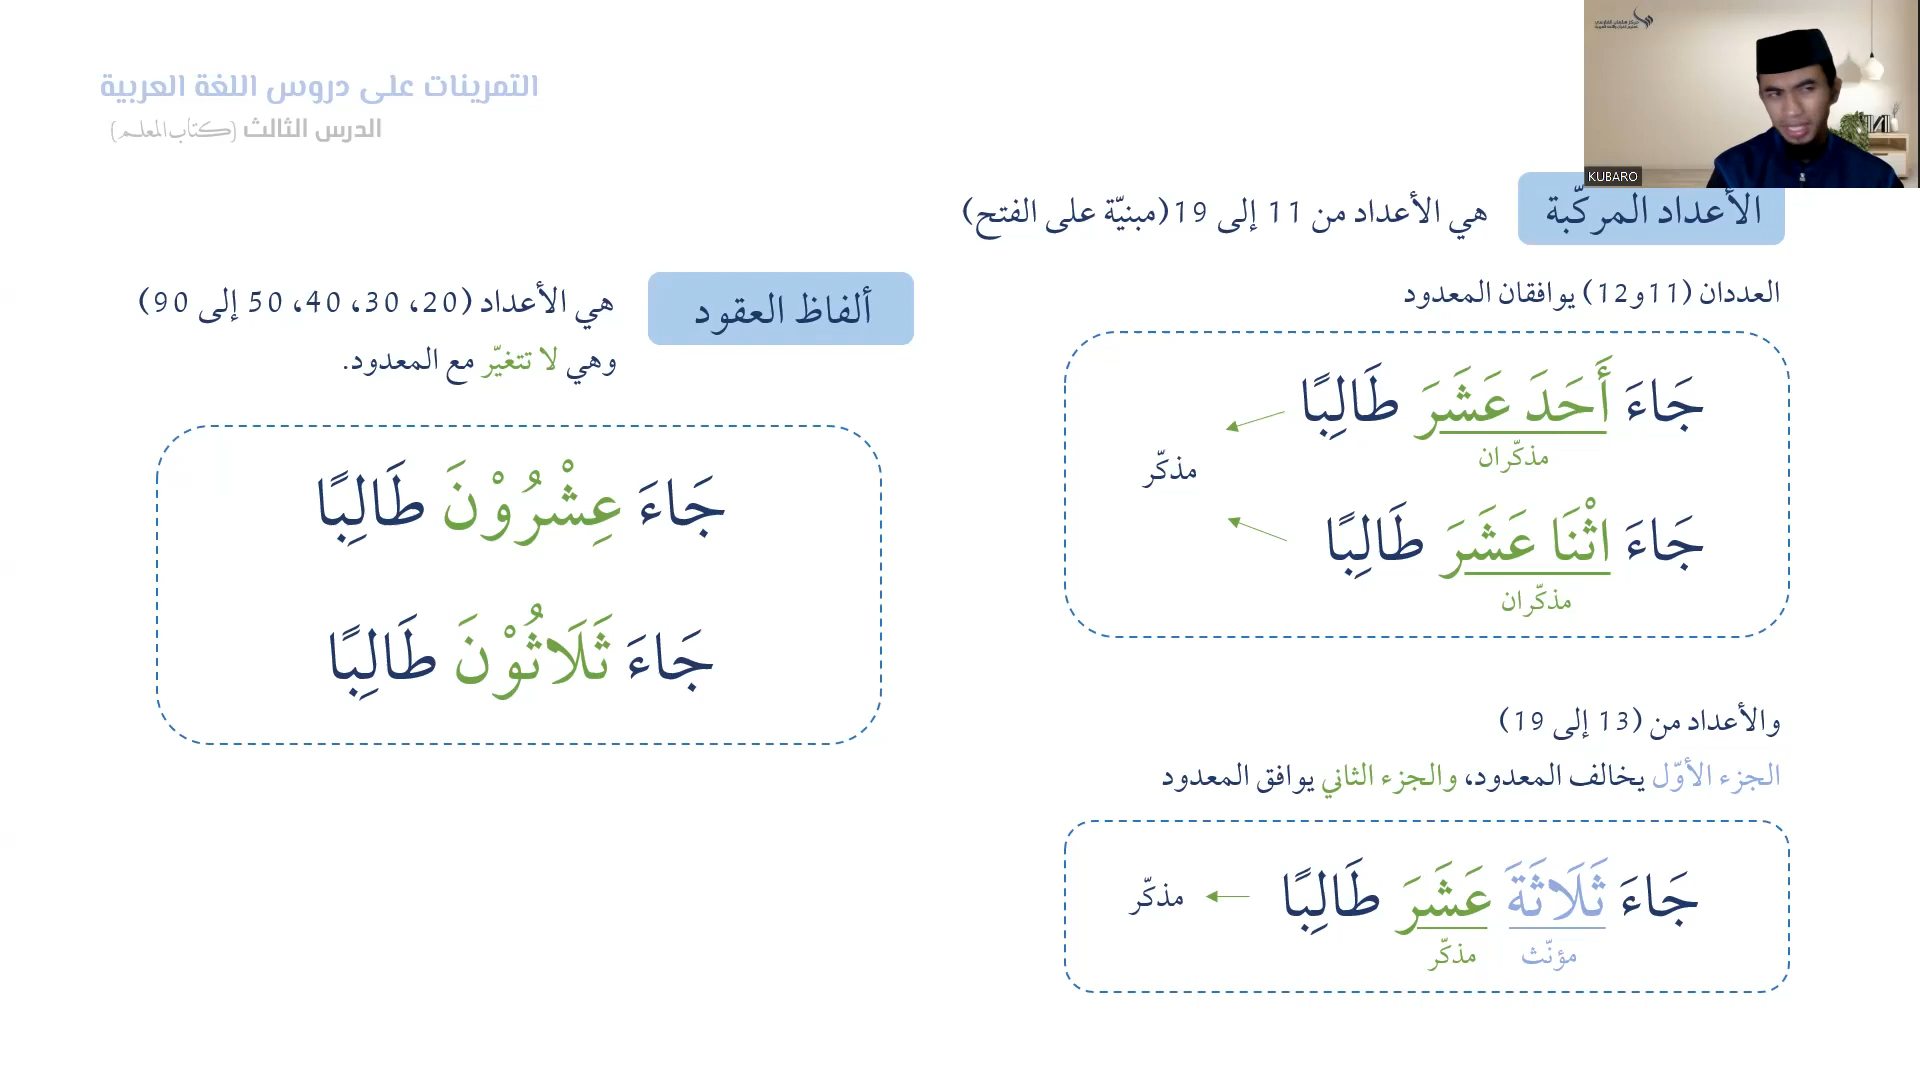 التمرينات على دروس اللغة العربية
الدرس الثالث (كتاب المعلم)
KUBARO
الأعداد المركّبة
هي الأعداد من 11 إلى 19(مبنيّة على الفتح)
العددان (11و12) يوافقان المعدود
جَاءَ أَحَدَ عَشَرَ طَالِبًا
مذكّران
مذكّر
جَاءَ اثْنَا عَشَرَ طَالِبًا
مذكّران
والأعداد من (13 إلى 19)
الجزء الأوّل يخالف المعدود، والجزء الثاني يوافق المعدود
جَاءَ ثَلَاثَةَ عَشَرَ طَالِبًا
مذكّر
مؤنّث
مذكّر
ألفاظ العقود
هي الأعداد (20، 30، 40، 50 إلى 90)
وهي لا تتغيّر مع المعدود.
جَاءَ عِشْرُوْنَ طَالِبًا
جَاءَ ثَلَاثُوْنَ طَالِبًا